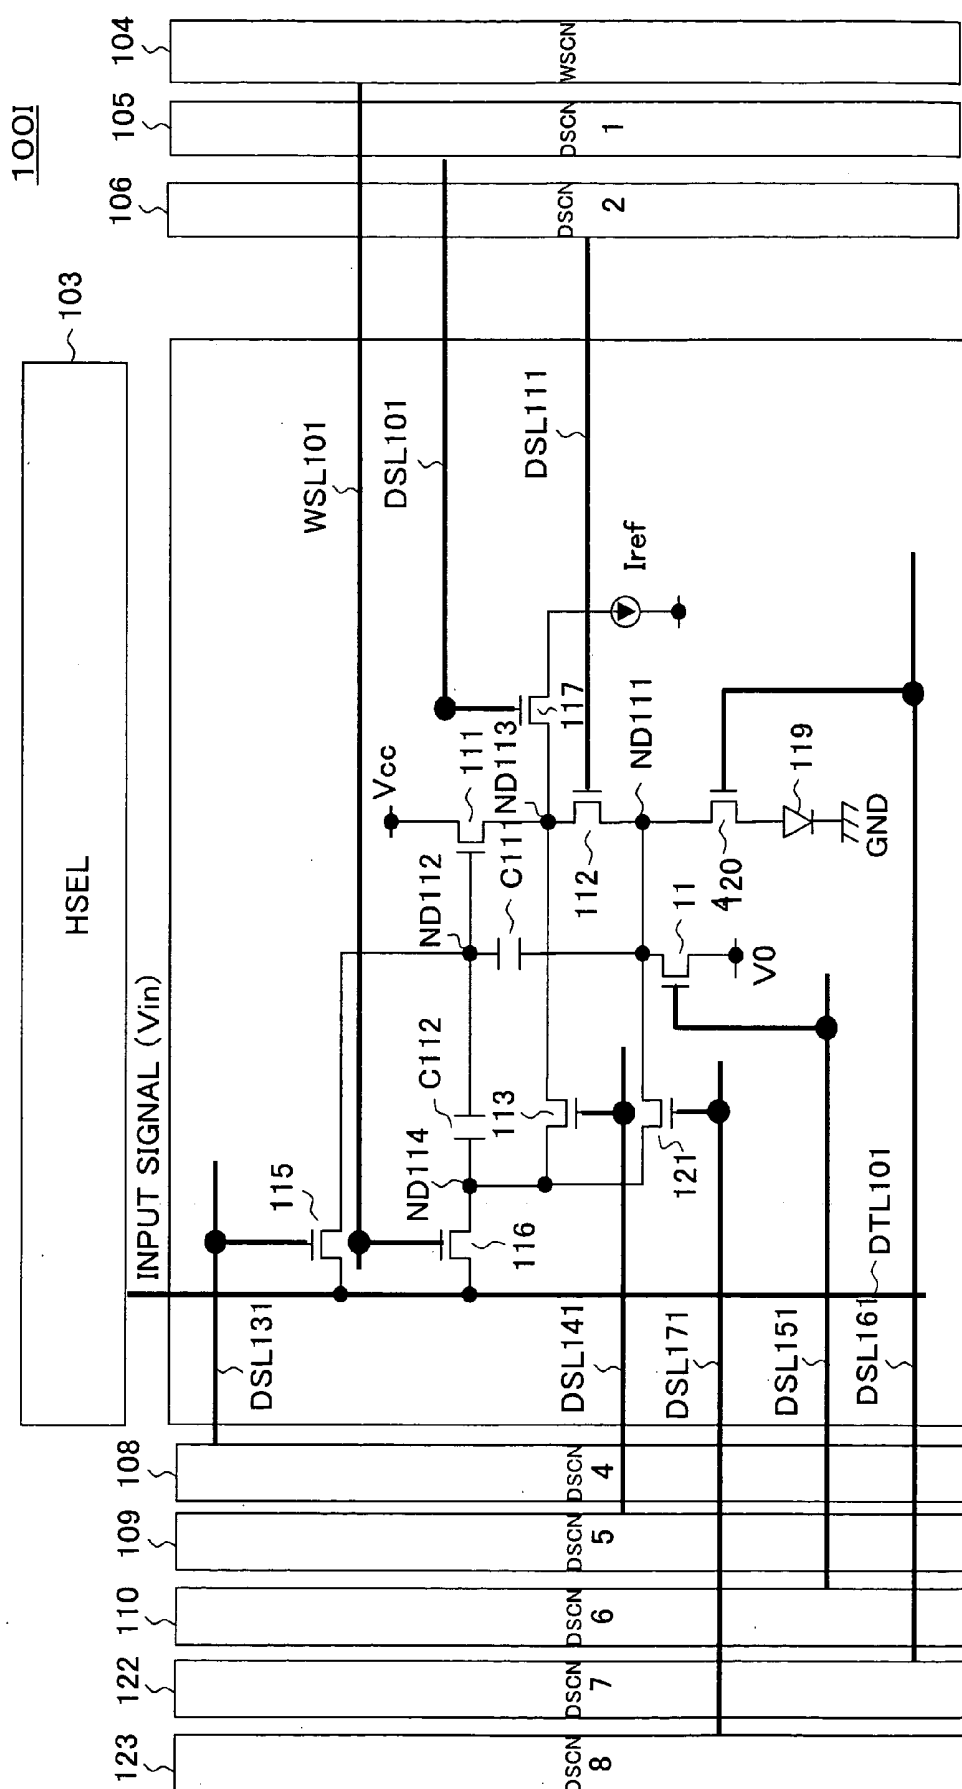 100I
HSEL
103
104
WSCN
105
DSCN
1
106
DSCN
2
INPUT SIGNAL (Vin)
WSL101
DSL101
DSL111
115
116
ND114
C112
ND112
C111
111
Vcc
ND113
117
Iref
113
112
ND111
121
11
4
V0
120
119
GND
DSL131
DSL141
DSL171
DSL151
DSL161
DTL101
108
DSCN
4
109
DSCN
5
110
DSCN
6
122
DSCN
7
123
DSCN
8